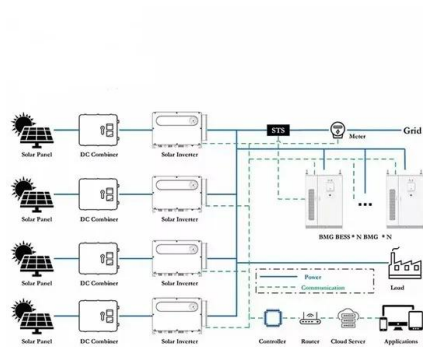 STS
Meter
Grid
Solar Panel DC Combiner Solar Inverter
Solar Panel DC Combiner Solar Inverter
BMG BESS * N BMG * N
Solar Panel DC Combiner Solar Inverter
Power
Communication
Load
Solar Panel DC Combiner Solar Inverter
Controller Router Cloud Server Applications